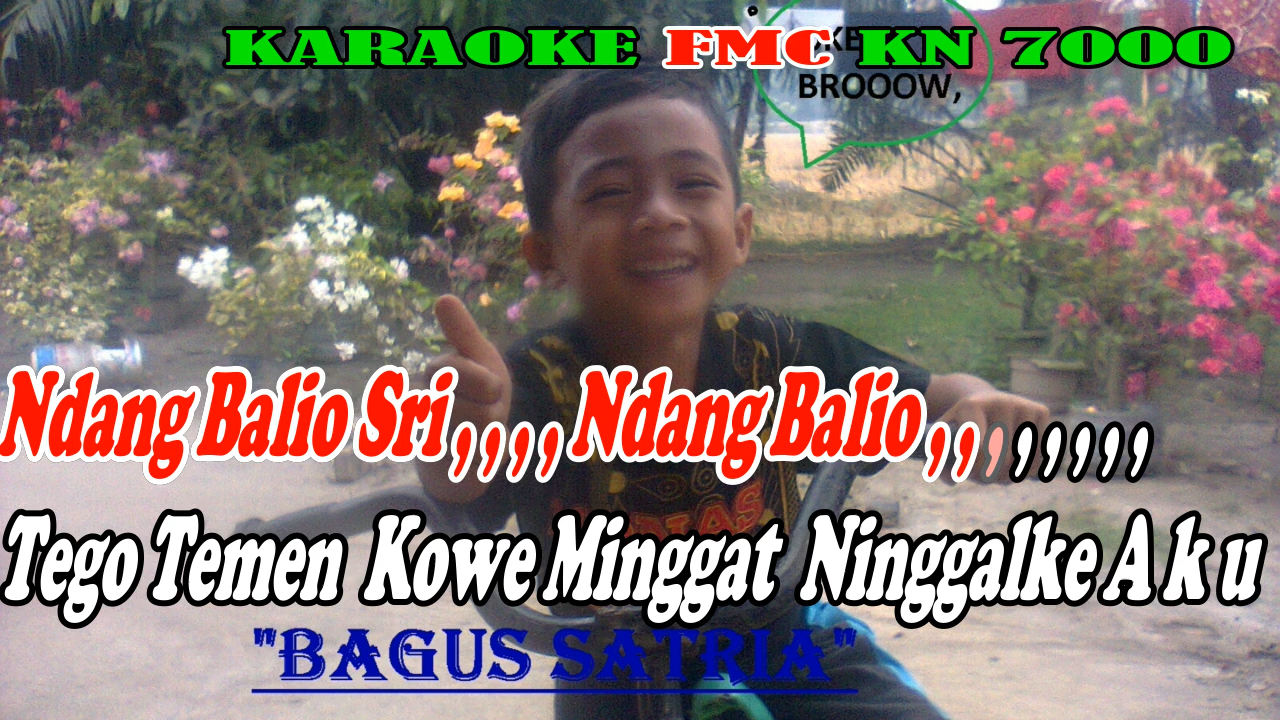 KARAOKE FMC KN 7000
BROOOW,
Ndang Balio Sri,,,, Ndang Balio,,,,,,,,
Tego Temen Kowe Minggat Ninggalke A k u
"BAGUS SATRIA"